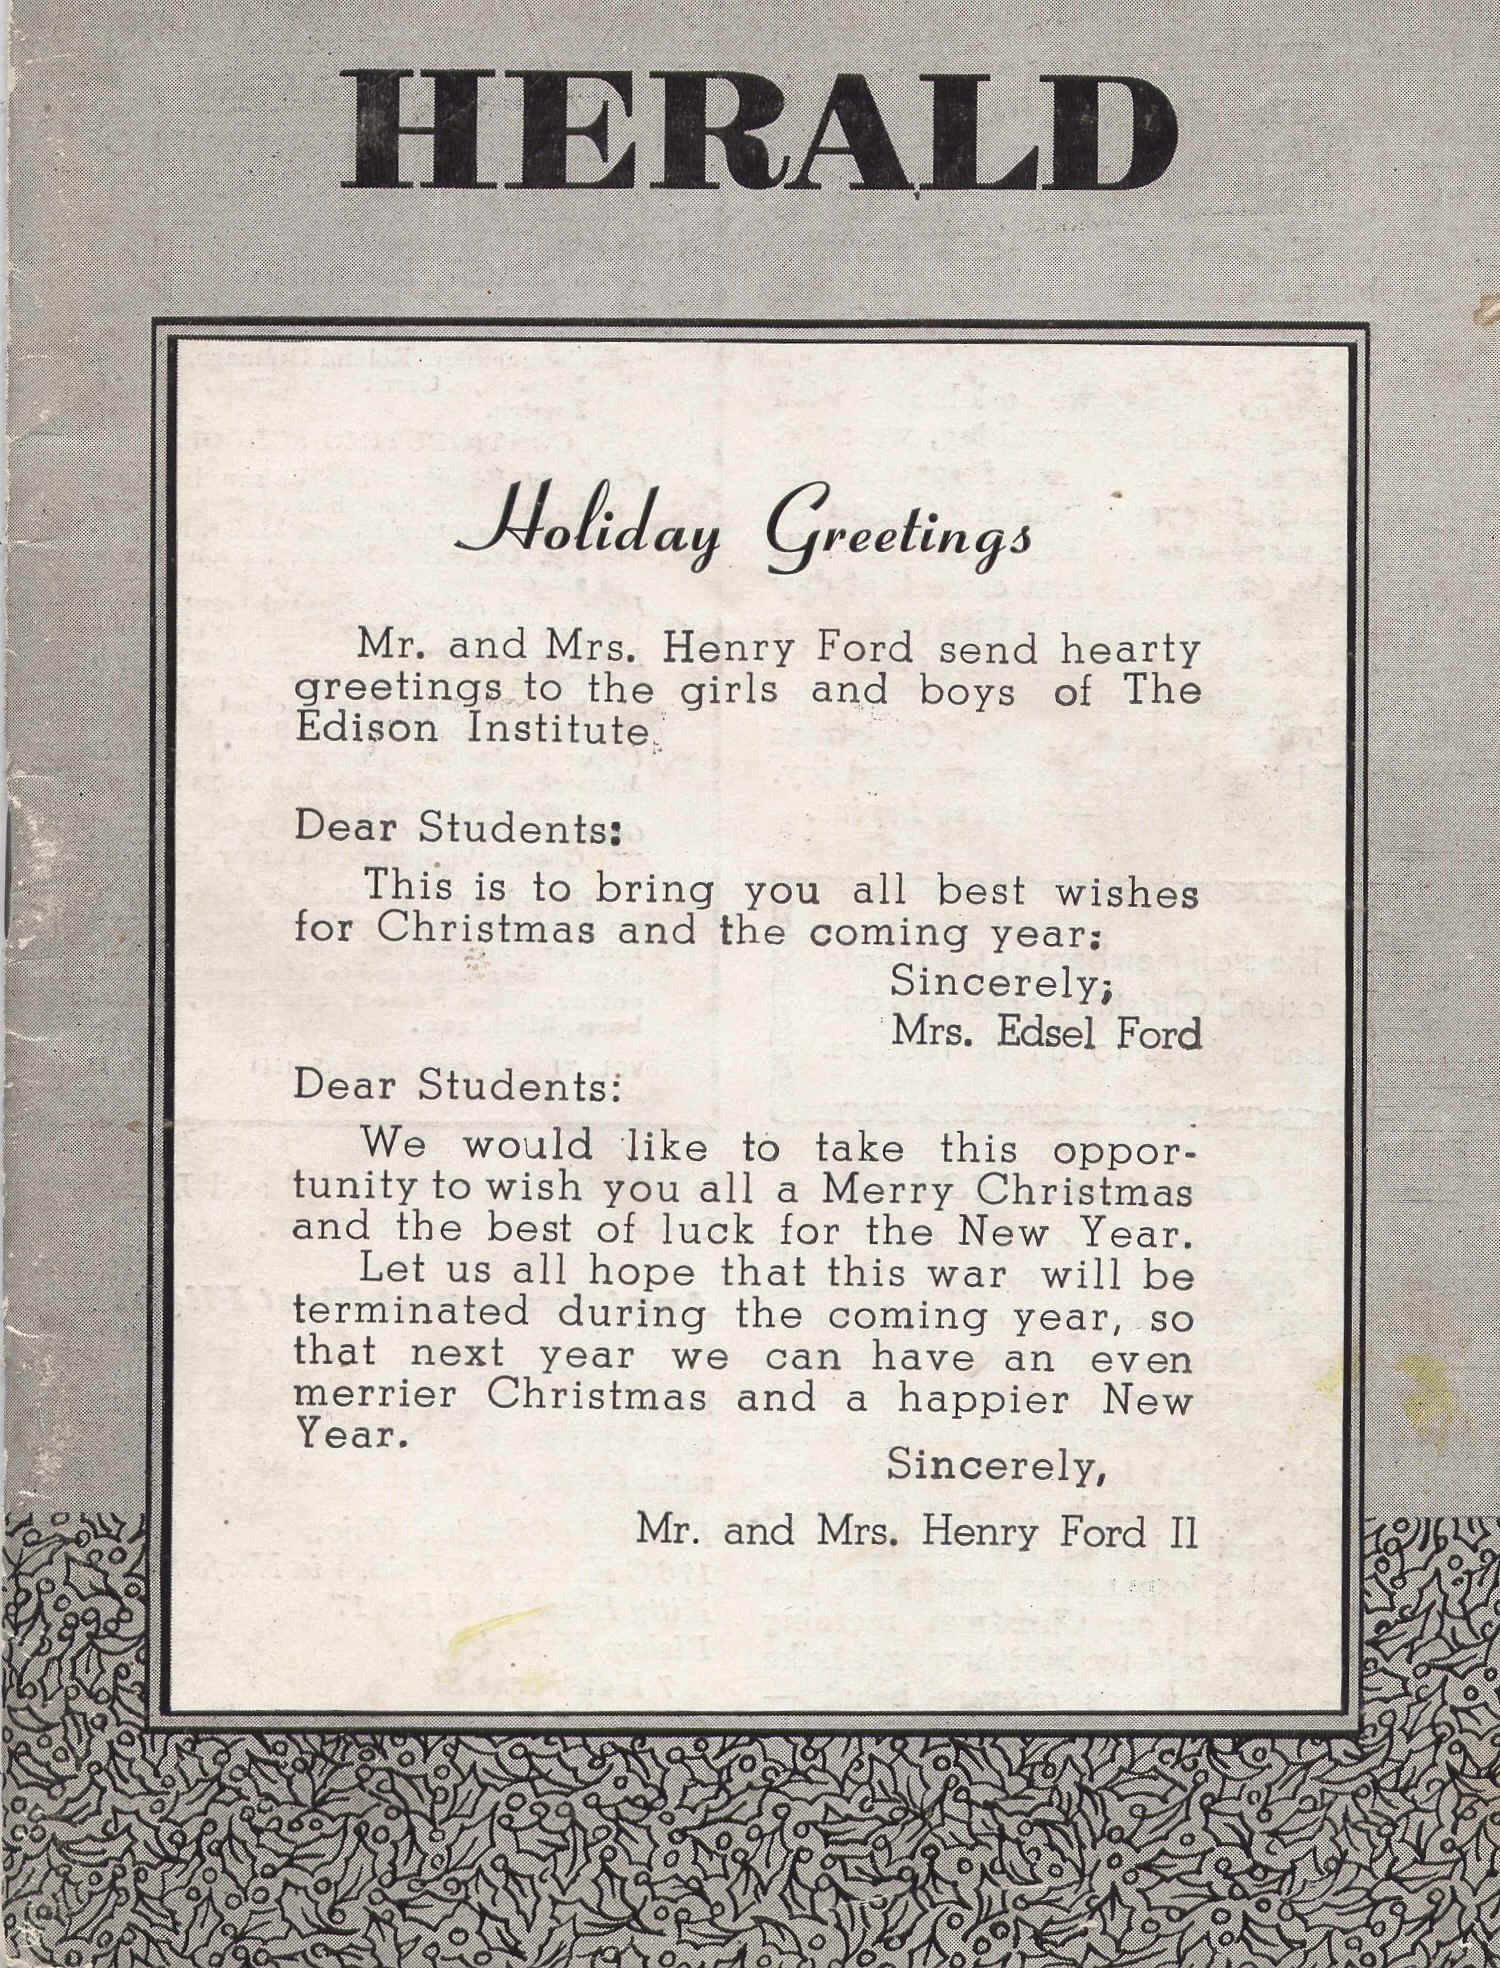 HERALD
Holiday Greetings
Mr. and Mrs. Henry Ford send hearty
greetings to the girls and boys of The
Edison Institute.
Dear Students:
This is to bring you all best wishes
for Christmas and the coming year:
Sincerely;
Mrs. Edsel Ford
Dear Students:
We would like to take this oppor-
tunity to wish you all a Merry Christmas
and the best of luck for the New Year.
Let us all hope that this war will be
terminated during the coming year, so
that next year we can have an even
merrier Christmas and a happier New
Year.
Sincerely,
Mr. and Mrs. Henry Ford II